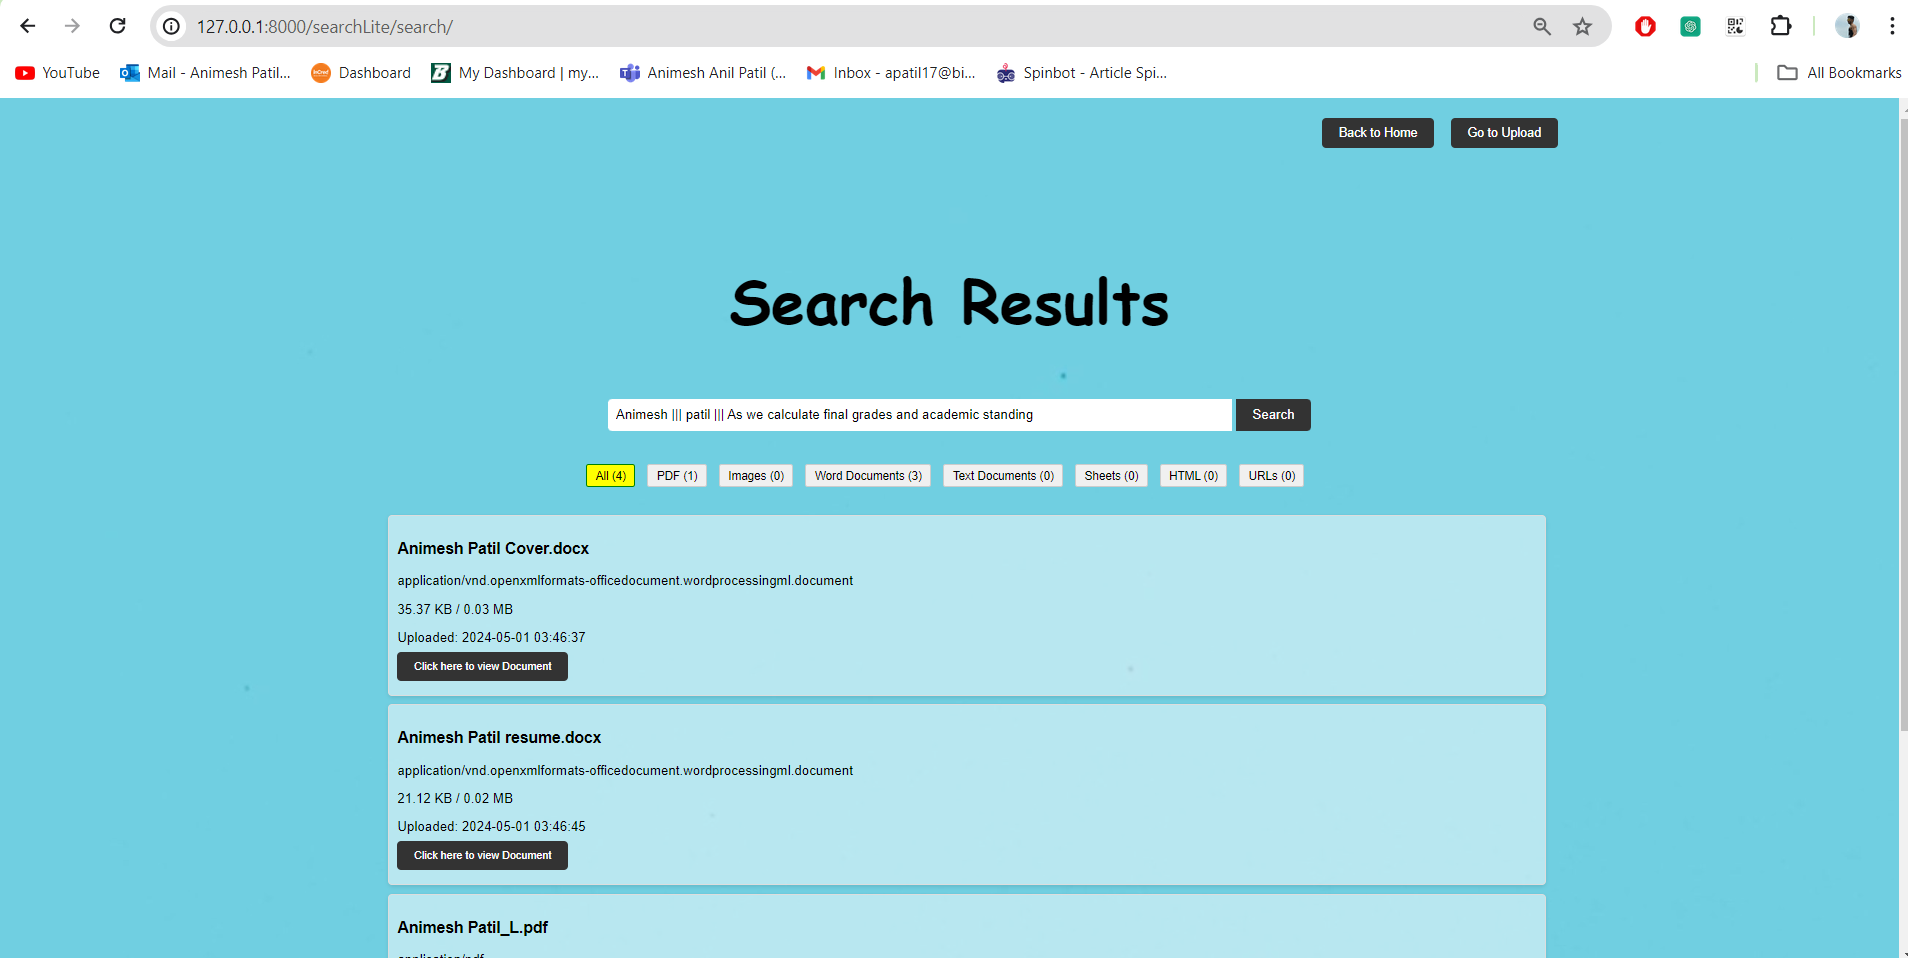 127.0.0.1:8000/searchLite/search/
YouTube
Mail - Animesh Patil...
Dashboard
My Dashboard | my...
Animesh Anil Patil (...
Inbox - apatil17@bi...
Spinbot - Article Spi...
All Bookmarks
Back to Home
Go to Upload
Search Results
Animesh ||| patil ||| As we calculate final grades and academic standing
Search
All (4)
PDF (1)
Images (0)
Word Documents (3)
Text Documents (0)
Sheets (0)
HTML (0)
URLs (0)
Animesh Patil Cover.docx
application/vnd.openxmlformats-officedocument.wordprocessingml.document
35.37 KB / 0.03 MB
Uploaded: 2024-05-01 03:46:37
Click here to view Document
Animesh Patil resume.docx
application/vnd.openxmlformats-officedocument.wordprocessingml.document
21.12 KB / 0.02 MB
Uploaded: 2024-05-01 03:46:45
Click here to view Document
Animesh Patil_L.pdf
application/pdf